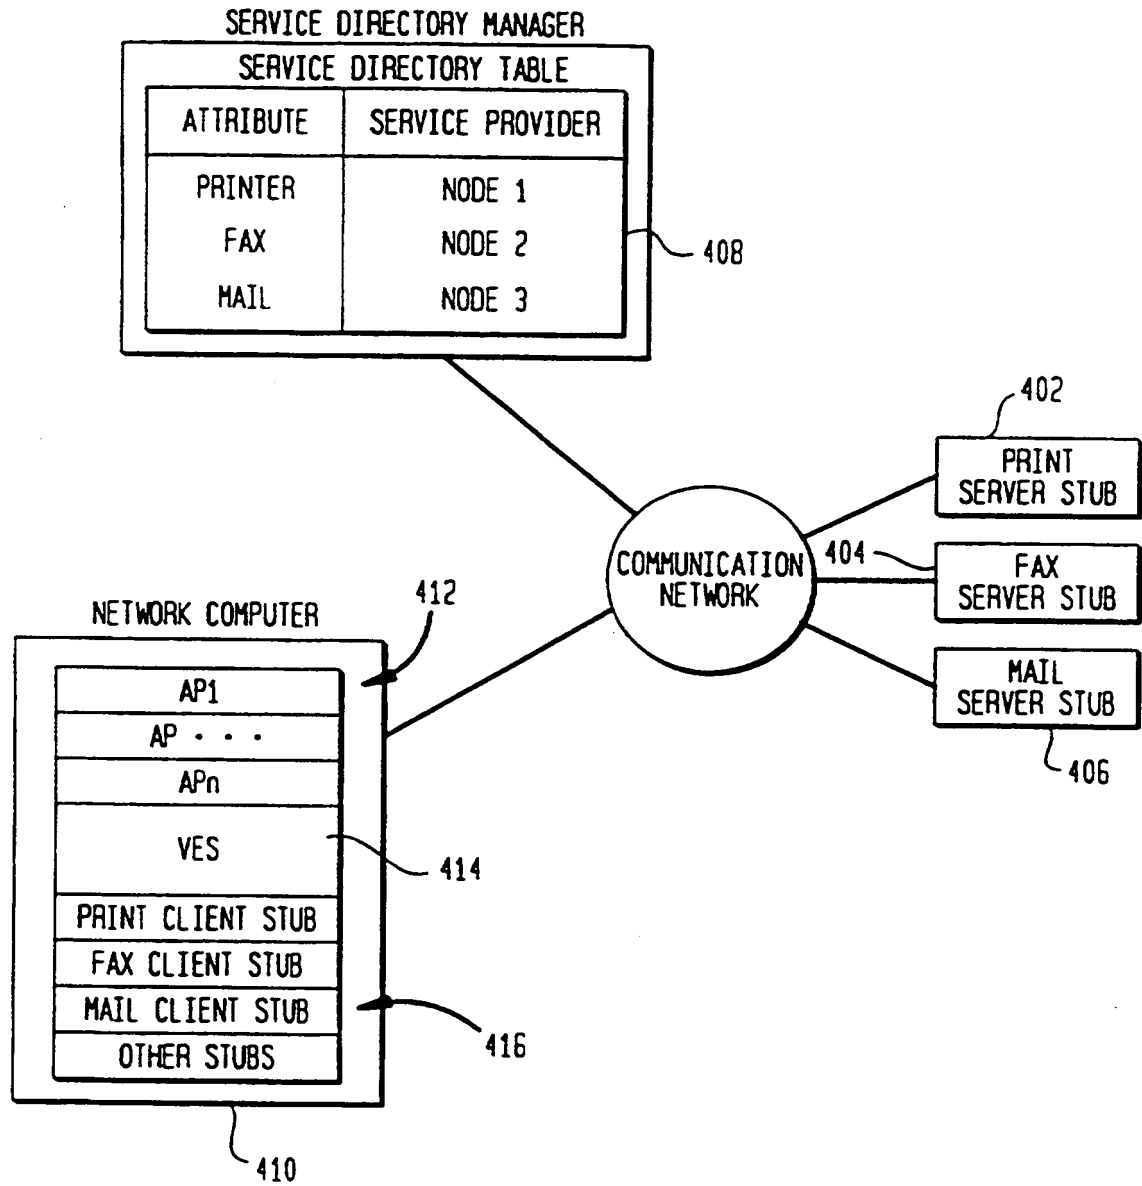 SERVICE DIRECTORY MANAGER
SERVICE DIRECTORY TABLE
ATTRIBUTE SERVICE PROVIDER
PRINTER NODE 1
FAX NODE 2
MAIL NODE 3
408
402
PRINT
SERVER STUB
404
FAX
SERVER STUB
MAIL
SERVER STUB
406
COMMUNICATION
NETWORK
NETWORK COMPUTER
412
AP1
AP · · ·
APn
VES
414
PRINT CLIENT STUB
FAX CLIENT STUB
MAIL CLIENT STUB
416
OTHER STUBS
410